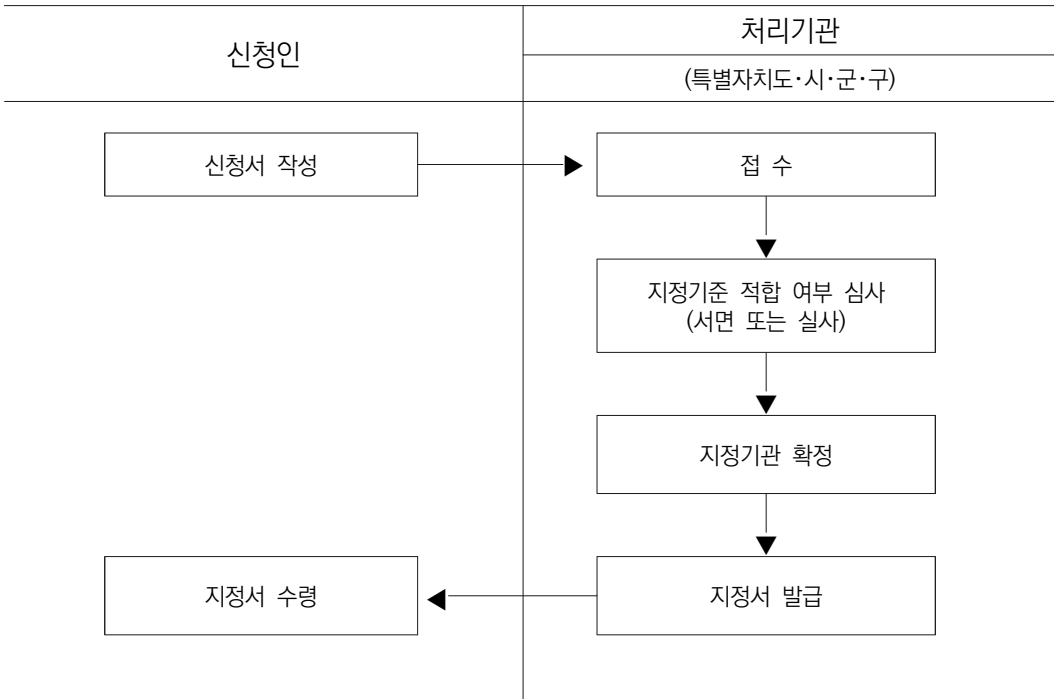 신청인
처리기관
(특별자치도·시·군·구)
신청서 작성
접 수
지정기준 적합 여부 심사
(서면 또는 실사)
지정기관 확정
지정서 수령
지정서 발급